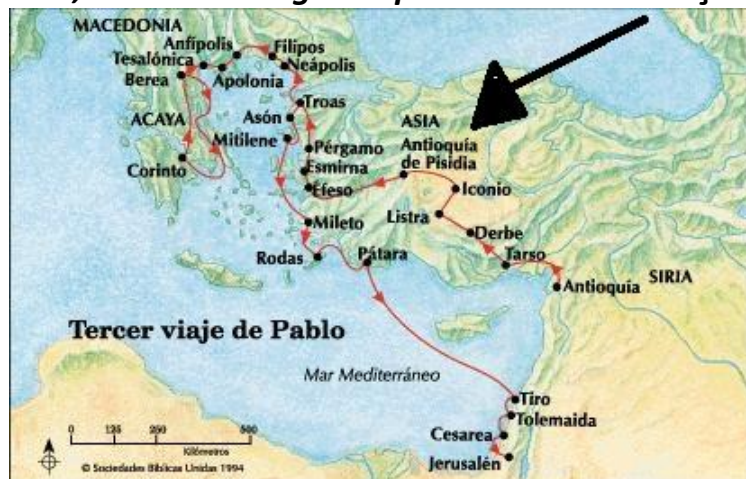 MACEDONIA
Anfípolis
Filipos
Tesalónica
Neápolis
Berea
Apolonia
Troas
Asón
ACAYA
Mitilene
ASIA
Antioquía
de Pisidia
Pérgamo
Esmirna
Corinto
Iconio
Efeso
Listra
Mileto
Derbe
Rodas
Pátara
Tarso
SIRIA
Antioquía
Tercer viaje de Pablo
Mar Mediterráneo
Tiro
Tolemaida
0 125 250 500
Cesarea
Kilómetros
Jerusalén
© Sociedades Bíblicas Unidas 1994